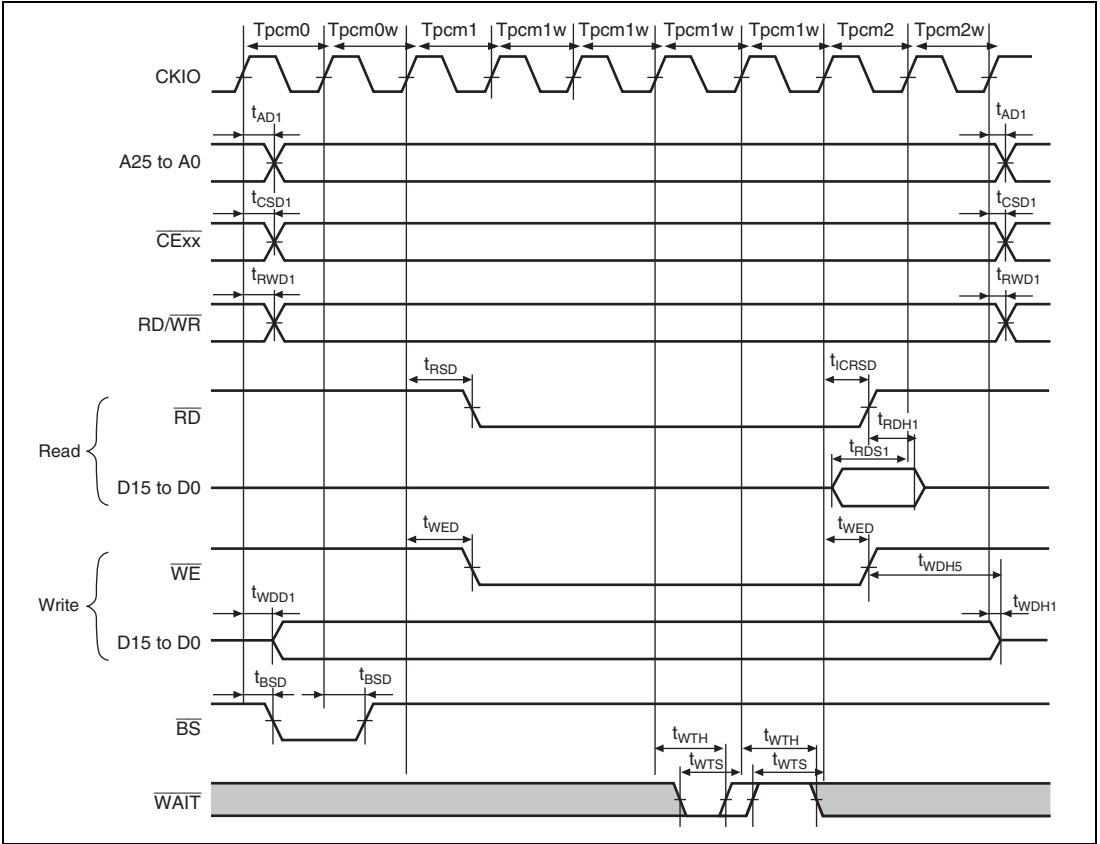 Tpcm0 Tpcm0w Tpcm1 Tpcm1w Tpcm1w Tpcm1w Tpcm1w Tpcm2 Tpcm2w
CKIO
tAD1 tAD1
A25 to A0
tCSD1 tCSD1
CExx
tRWD1 tRWD1
RD/WR
tRSD tICRSD
RD
tRDH1
Read
tRDS1
D15 to D0
tWED tWED
WE
tWDH5
Write
tWDD1 tWDH1
D15 to D0
tBSD tBSD
BS
tWTH tWTH
tWTS tWTS
WAIT